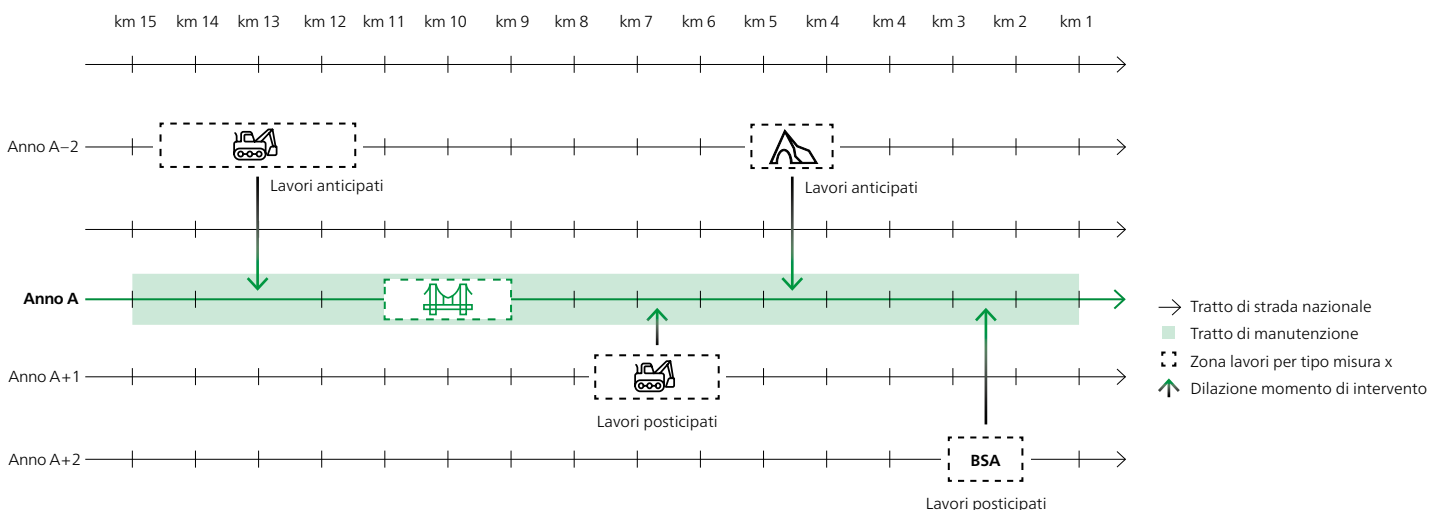 km 15 km 14 km 13 km 12 km 11 km 10 km 9 km 8 km 7 km 6 km 5 km 4 km 4 km 3 km 2 km 1
Anno A–2
Lavori anticipati
Lavori anticipati
Anno A
Tratto di strada nazionale
Tratto di manutenzione
Zona lavori per tipo misura x
Dilazione momento di intervento
Anno A+1
Lavori posticipati
Anno A+2
BSA
Lavori posticipati